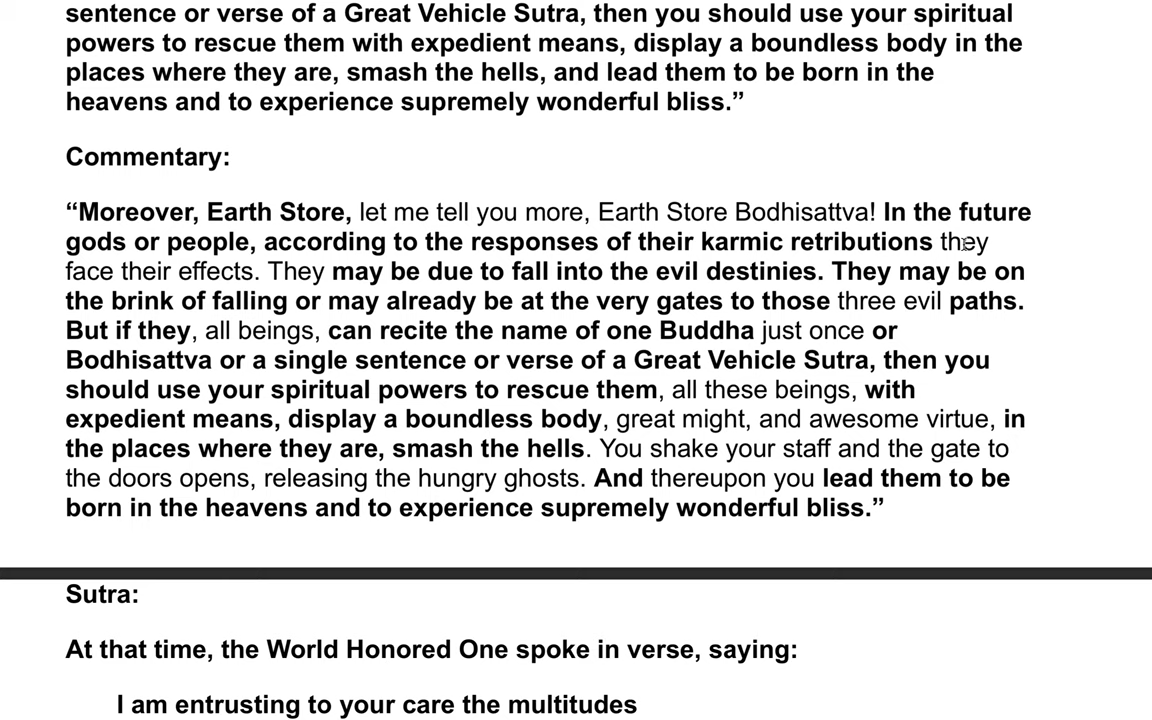 sentence or verse of a Great Vehicle Sutra, then you should use your spiritual
powers to rescue them with expedient means, display a boundless body in the
places where they are, smash the hells, and lead them to be born in the
heavens and to experience supremely wonderful bliss.”
Commentary:
“Moreover, Earth Store, let me tell you more, Earth Store Bodhisattva! In the future
gods or people, according to the responses of their karmic retributions they
face their effects. They may be due to fall into the evil destinies. They may be on
the brink of falling or may already be at the very gates to those three evil paths.
But if they, all beings, can recite the name of one Buddha just once or
Bodhisattva or a single sentence or verse of a Great Vehicle Sutra, then you
should use your spiritual powers to rescue them, all these beings, with
expedient means, display a boundless body, great might, and awesome virtue, in
the places where they are, smash the hells. You shake your staff and the gate to
the doors opens, releasing the hungry ghosts. And thereupon you lead them to be
born in the heavens and to experience supremely wonderful bliss.”
Sutra:
At that time, the World Honored One spoke in verse, saying:
I am entrusting to your care the multitudes